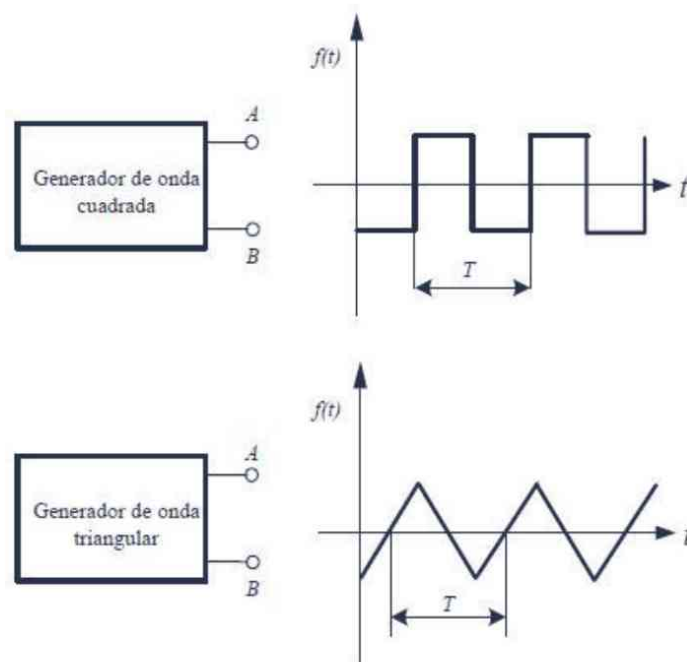 f(t)
A
Generador de onda
cuadrada
B
t
T
f(t)
A
Generador de onda
triangular
B
t
T